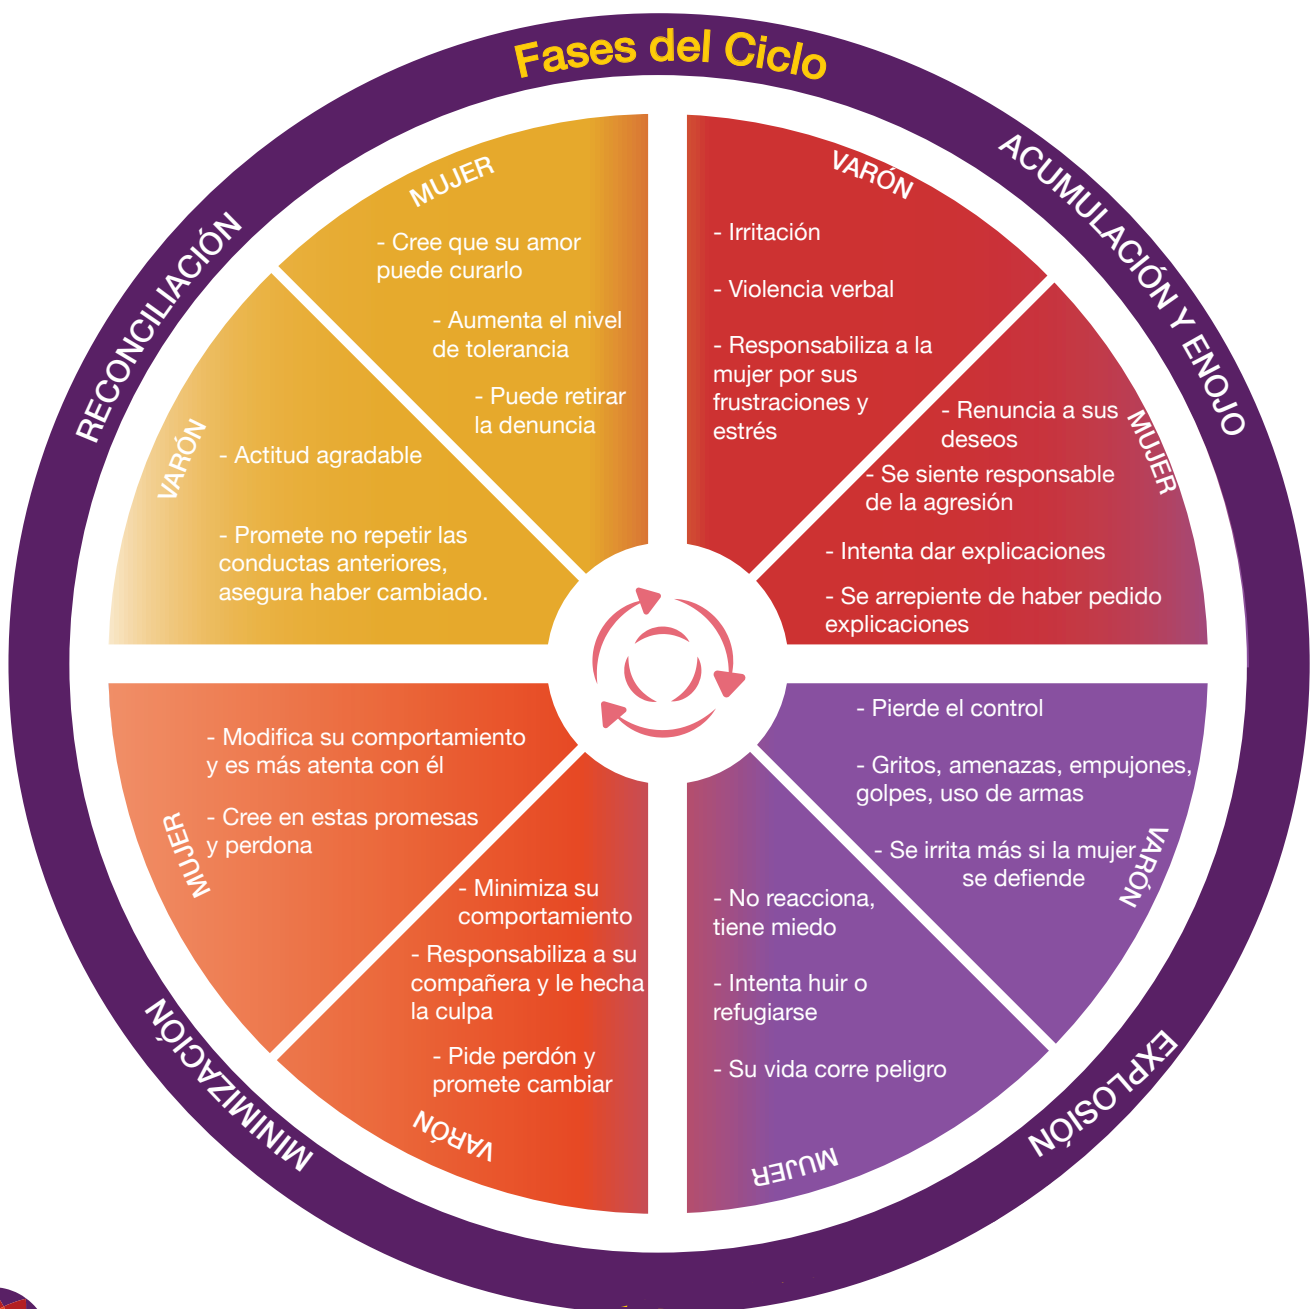 Fases del Ciclo
ACUMULACIÓN Y ENOJO
VARÓN
- Irritación
- Violencia verbal
- Responsabiliza a la
mujer por sus
frustraciones y
estrés
MUJER
- Renuncia a sus
deseos
- Se siente responsable
de la agresión
- Intenta dar explicaciones
- Se arrepiente de haber pedido
explicaciones
EXPLOSIÓN
VARÓN
- Pierde el control
- Gritos, amenazas, empujones,
golpes, uso de armas
- Se irrita más si la mujer
se defiende
MUJER
- No reacciona,
tiene miedo
- Intenta huir o
refugiarse
- Su vida corre peligro
MINIMIZACIÓN
VARÓN
- Minimiza su
comportamiento
- Responsabiliza a su
compañera y le hecha
la culpa
- Pide perdón y
promete cambiar
MUJER
- Modifica su comportamiento
y es más atenta con él
- Cree en estas promesas
y perdona
RECONCILIACIÓN
VARÓN
- Actitud agradable
- Promete no repetir las
conductas anteriores,
asegura haber cambiado.
MUJER
- Cree que su amor
puede curarlo
- Aumenta el nivel
de tolerancia
- Puede retirar
la denuncia